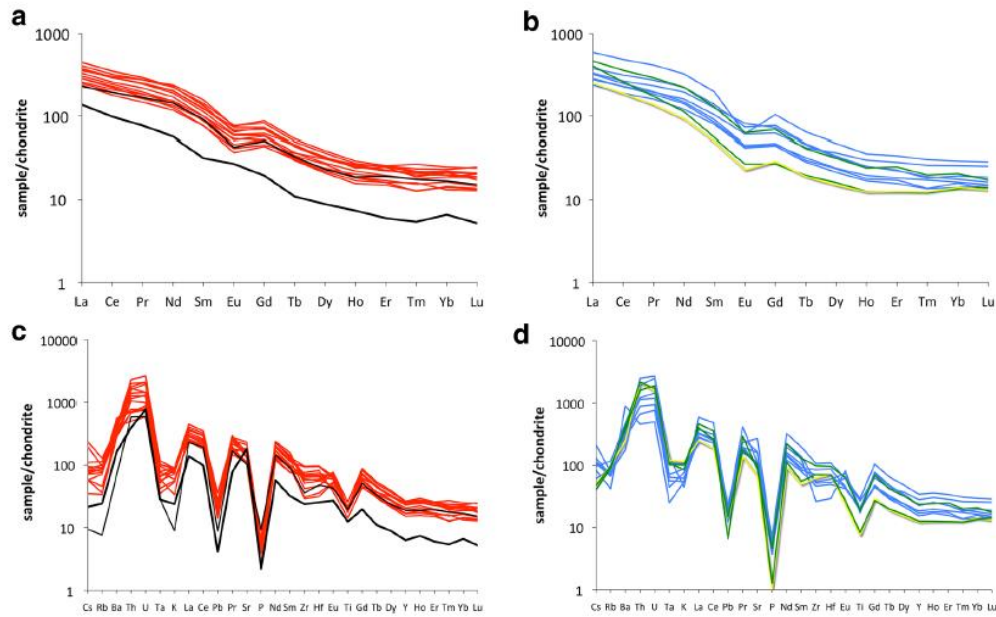 a
1000
100
10
1
sample/chondrite
La Ce Pr Nd Sm Eu Gd Tb Dy Ho Er Tm Yb Lu
b
1000
100
10
1
sample/chondrite
La Ce Pr Nd Sm Eu Gd Tb Dy Ho Er Tm Yb Lu
c
10000
1000
100
10
1
sample/chondrite
Cs Rb Ba Th U Ta K La Ce Pb Pr Sr P Nd Sm Zr Hf Eu Ti Gd Tb Dy Y Ho Er Tm Yb Lu
d
10000
1000
100
10
1
sample/chondrite
Cs Rb Ba Th U Ta K La Ce Pb Pr Sr P Nd Sm Zr Hf Eu Ti Gd Tb Dy Y Ho Er Tm Yb Lu